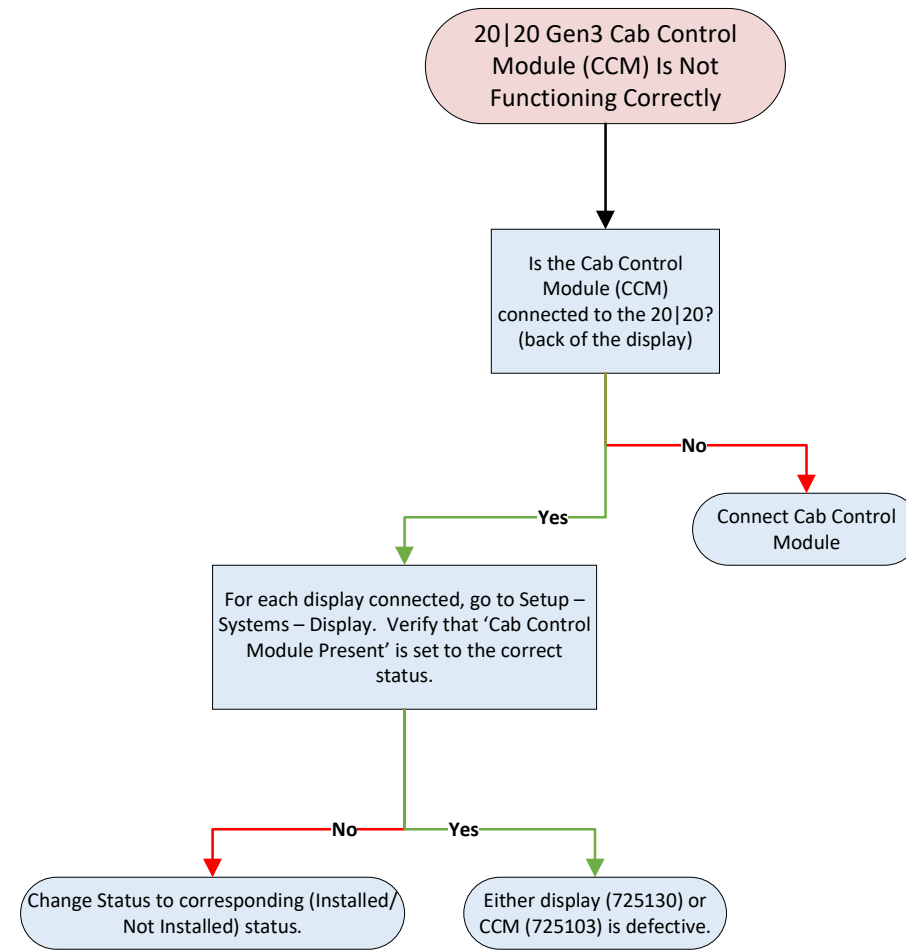 20|20 Gen3 Cab Control
Module (CCM) Is Not
Functioning Correctly
Is the Cab Control
Module (CCM)
connected to the 20|20?
(back of the display)
No
Connect Cab Control
Module
Yes
For each display connected, go to Setup –
Systems – Display.  Verify that ‘Cab Control
Module Present’ is set to the correct
status.
No
Yes
Change Status to corresponding (Installed/
Not Installed) status.
Either display (725130) or
CCM (725103) is defective.